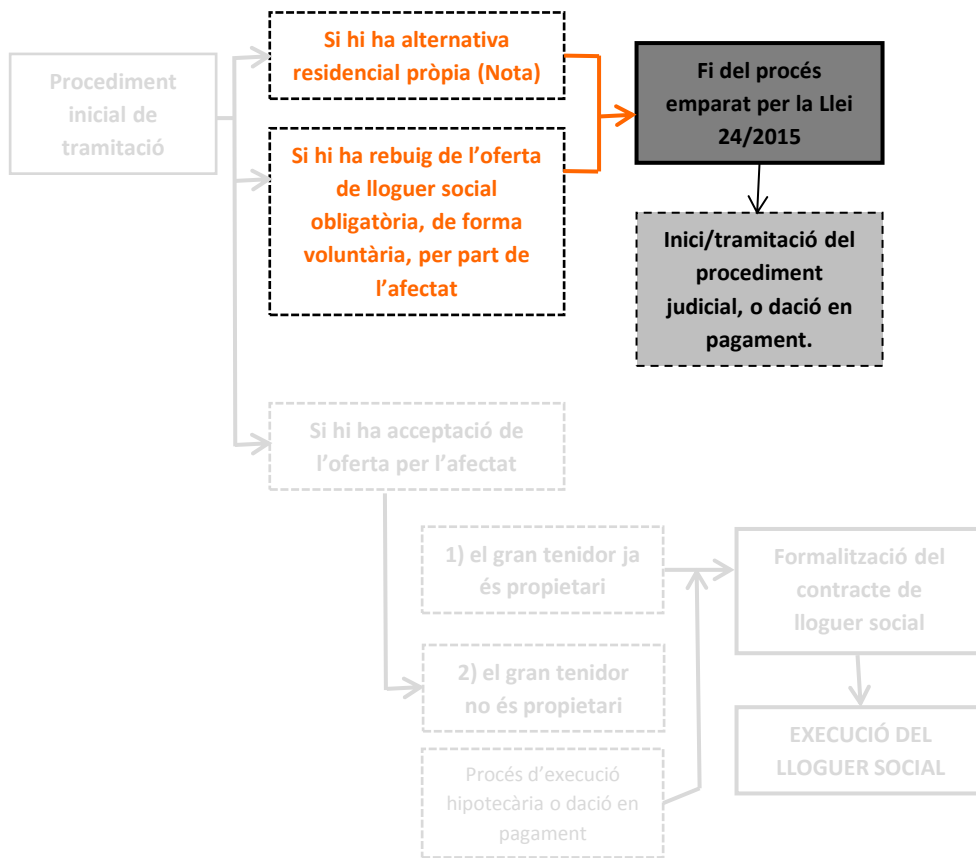 Procediment
inicial de
tramitació
Si hi ha alternativa
residencial pròpia (Nota)
Si hi ha rebuig de l’oferta
de lloguer social
obligatòria, de forma
voluntària, per part de
l’afectat
Fi del procés
emparat per la Llei
24/2015
Inici/tramitació del
procediment
judicial, o dació en
pagament.
Si hi ha acceptació de
l’oferta per l’afectat
1) el gran tenidor ja
és propietari
2) el gran tenidor
no és propietari
Procés d’execució
hipotecària o dació en
pagament
Formalització del
contracte de
lloguer social
EXECUCIÓ DEL
LLOGUER SOCIAL